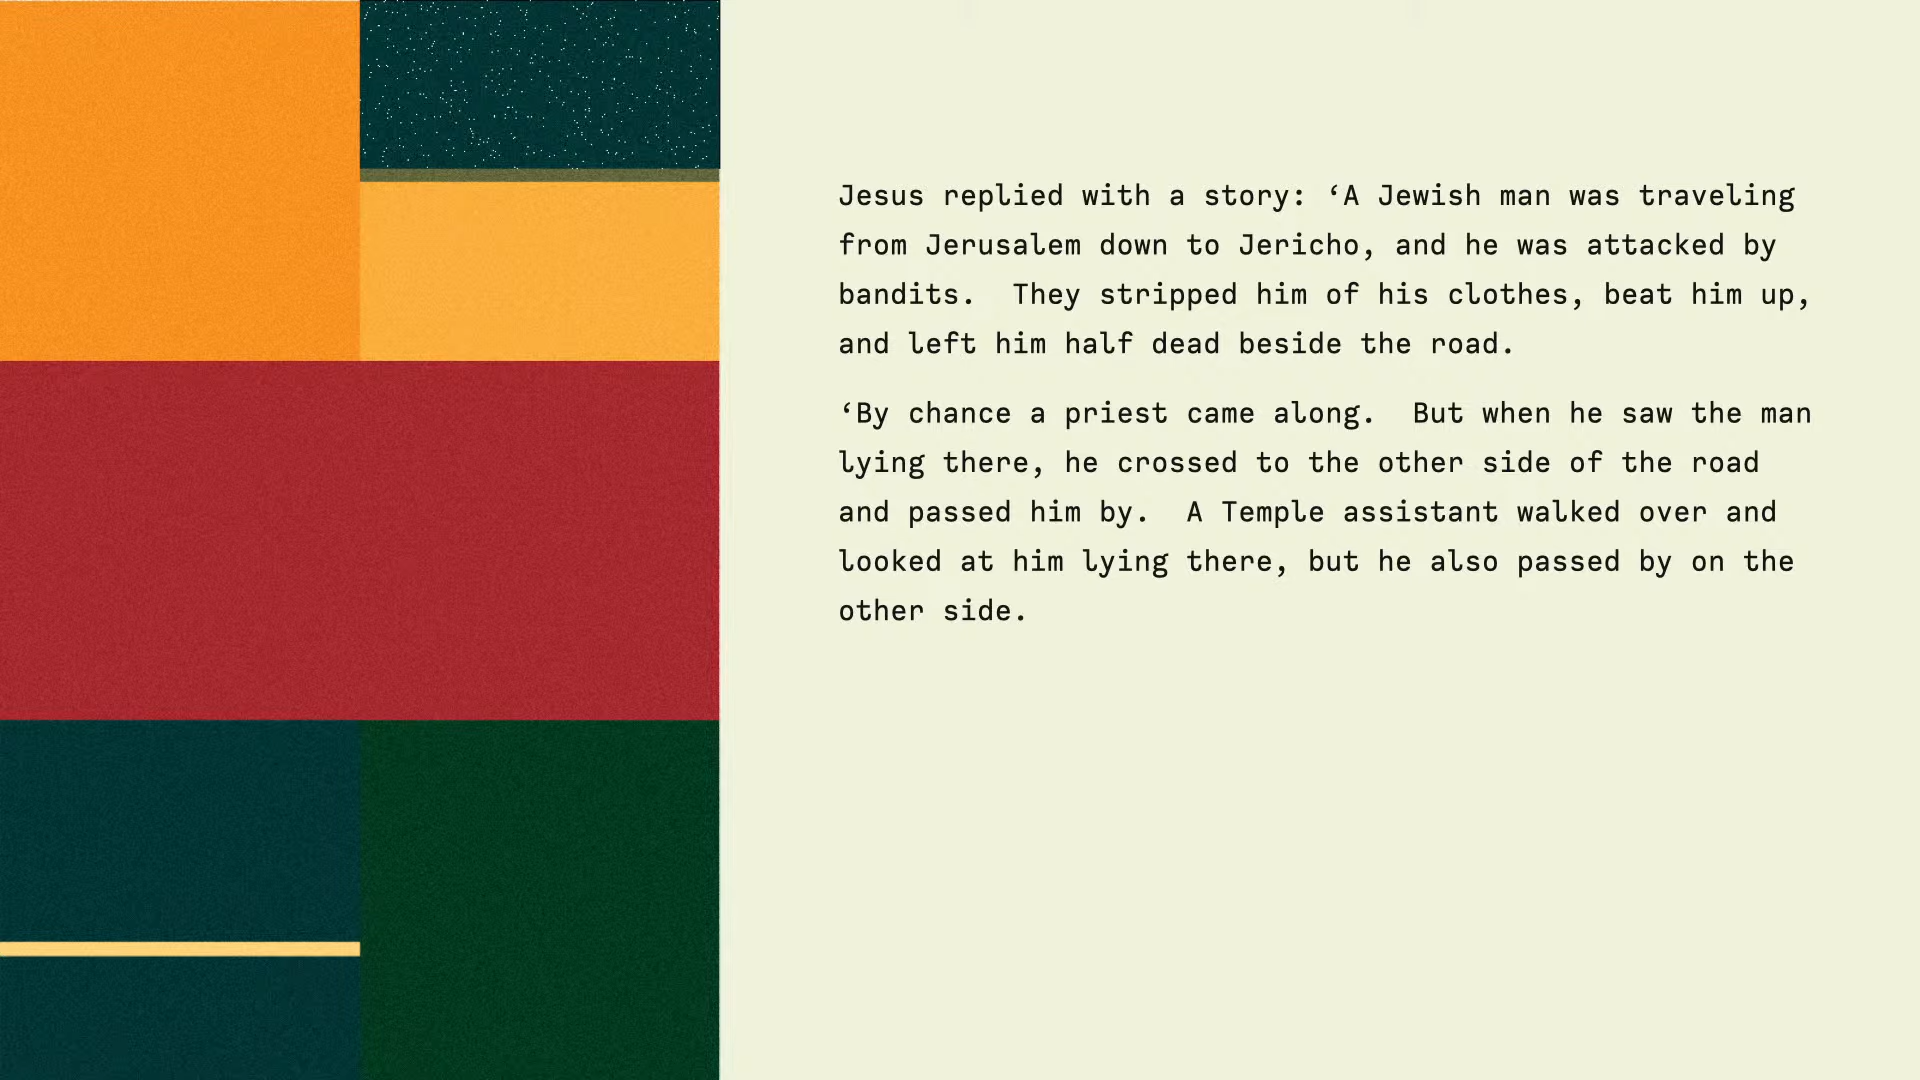 Jesus replied with a story: ‘A Jewish man was traveling
from Jerusalem down to Jericho, and he was attacked by
bandits.  They stripped him of his clothes, beat him up,
and left him half dead beside the road.
‘By chance a priest came along.  But when he saw the man
lying there, he crossed to the other side of the road
and passed him by.  A Temple assistant walked over and
looked at him lying there, but he also passed by on the
other side.